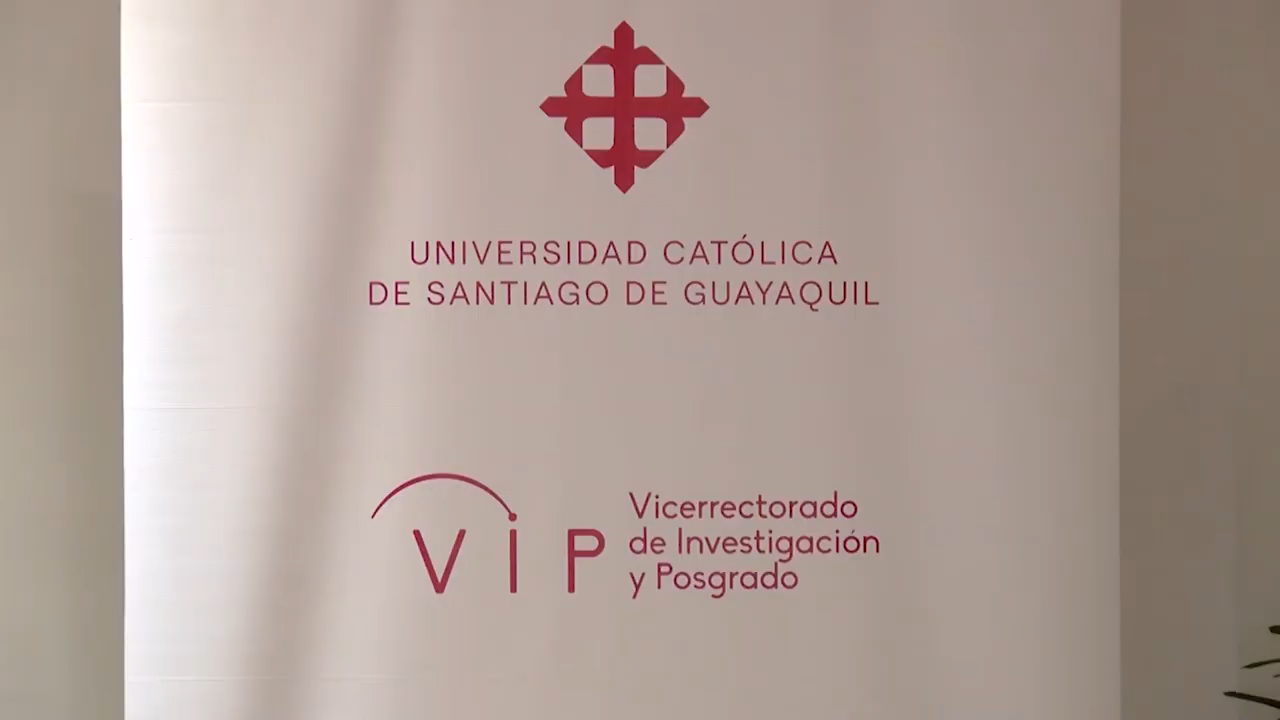 UNIVERSIDAD CATÓLICA
DE SANTIAGO DE GUAYAQUIL
VIP
Vicerrectorado
de Investigación
y Posgrado